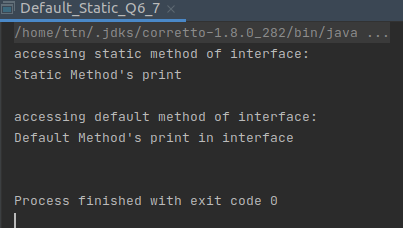 Default_Static_Q6_7
/home/ttn/.jdks/corretto-1.8.0_282/bin/java ...
accessing static method of interface:
Static Method's print
accessing default method of interface:
Default Method's print in interface
Process finished with exit code 0